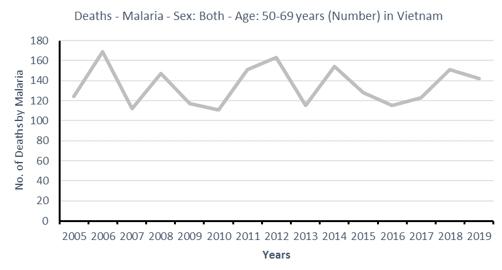 Deaths - Malaria - Sex: Both - Age: 50-69 years (Number) in Vietnam
No. of Deaths by Malaria
180
160
140
120
100
80
60
40
20
0
2005 2006 2007 2008 2009 2010 2011 2012 2013 2014 2015 2016 2017 2018 2019
Years